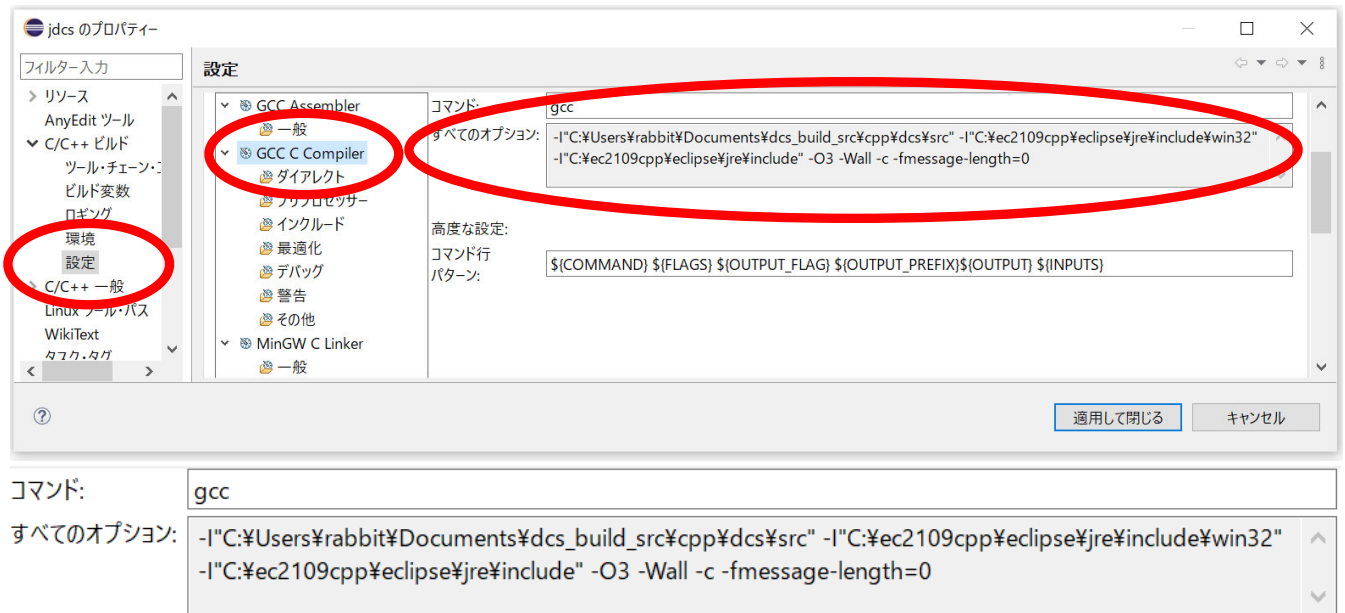 jdcs のプロパティー
フィルター入力
設定
リソース
AnyEdit ツール
C/C++ ビルド
ツール・チェーン・エ
ビルド変数
ロギング
環境
設定
C/C++ 一般
Linux ツール・パス
WikiText
タスク・タグ
GCC Assembler
一般
GCC C Compiler
ダイアレクト
プリプロセッサー
インクルード
最適化
デバッグ
警告
その他
MinGW C Linker
一般
コマンド: gcc
すべてのオプション: -I"C:¥Users¥rabbit¥Documents¥dcs_build_src¥cpp¥dcs¥src" -I"C:¥ec2109cpp¥eclipse¥jre¥include¥win32"
-I"C:¥ec2109cpp¥eclipse¥jre¥include" -O3 -Wall -c -fmessage-length=0
高度な設定:
コマンド行
パターン: ${COMMAND} ${FLAGS} ${OUTPUT_FLAG} ${OUTPUT_PREFIX}${OUTPUT} ${INPUTS}
適用して閉じる キャンセル
コマンド: gcc
すべてのオプション: -I"C:¥Users¥rabbit¥Documents¥dcs_build_src¥cpp¥dcs¥src" -I"C:¥ec2109cpp¥eclipse¥jre¥include¥win32"
-I"C:¥ec2109cpp¥eclipse¥jre¥include" -O3 -Wall -c -fmessage-length=0